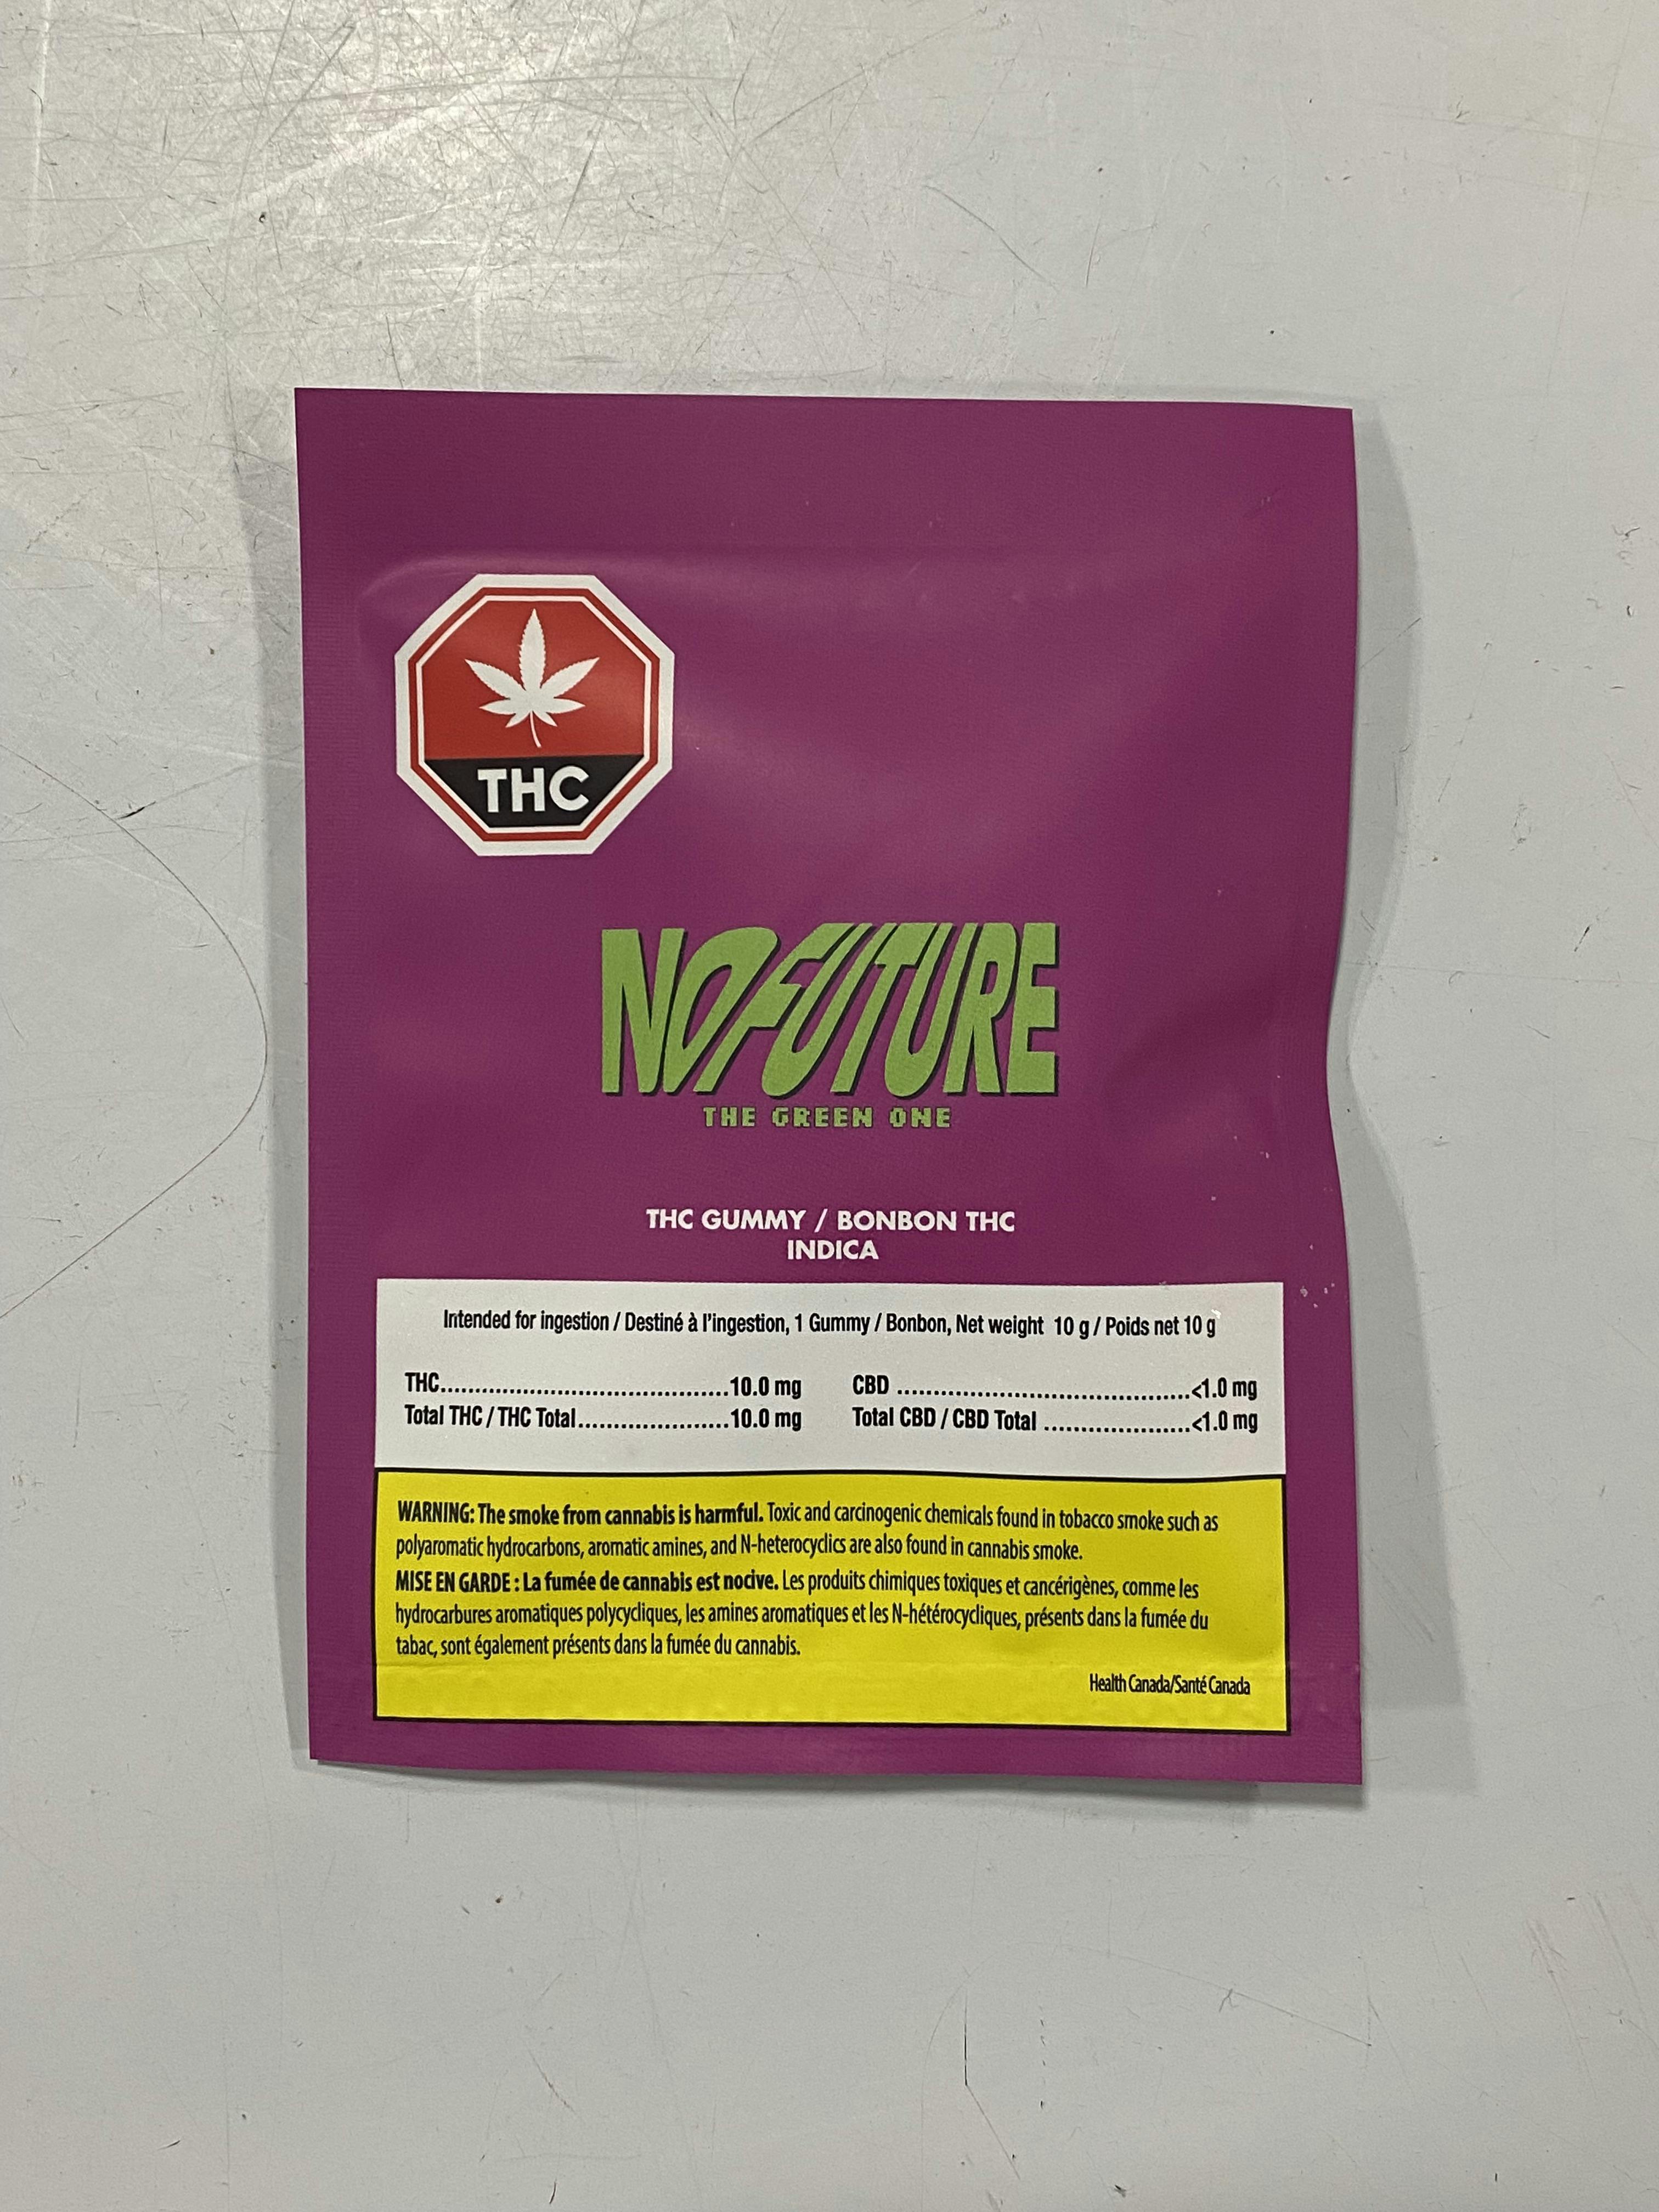 THC
NOFUTURE
THE GREEN ONE
THC GUMMY / BONBON THC
INDICA
Intended for ingestion / Destiné à l'ingestion, 1 Gummy / Bonbon, Net weight 10 g / Poids net 10 g
THC.......................................10.0 mg
Total THC / THC Total.....................10.0 mg
CBD ........................................<1.0 mg
Total CBD / CBD Total ....................<1.0 mg
WARNING: The smoke from cannabis is harmful. Toxic and carcinogenic chemicals found in tobacco smoke such as
polyaromatic hydrocarbons, aromatic amines, and N-heterocyclics are also found in cannabis smoke.
MISE EN GARDE : La fumée de cannabis est nocive. Les produits chimiques toxiques et cancérigènes, comme les
hydrocarbures aromatiques polycycliques, les amines aromatiques et les N-hétérocycliques, présents dans la fumée du
tabac, sont également présents dans la fumée du cannabis.
Health Canada/Santé Canada